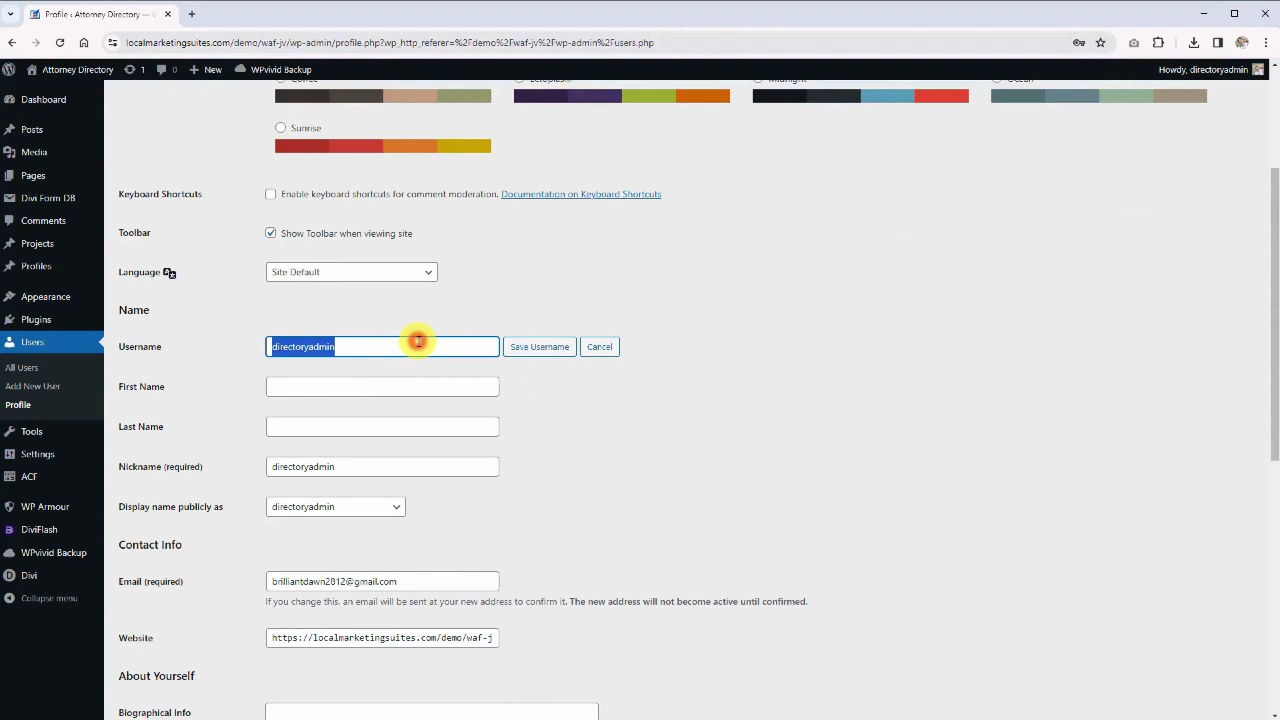 Profile ‹ Attorney Directory — W
localmarketingsuites.com/demo/waf-jv/wp-admin/profile.php?wp_http_referer=%2Fdemo%2Fwaf-jv%2Fwp-admin%2Fusers.php
Attorney Directory 1 0 New WPvivid Backup Howdy, directoryadmin
Dashboard
Posts
Media
Pages
Divi Form DB
Comments
Projects
Profiles
Appearance
Plugins
Users
All Users
Add New User
Profile
Tools
Settings
ACF
WP Armour
DiviFlash
WPvivid Backup
Divi
Collapse menu
Coffee Ectoplasm Midnight Ocean
Sunrise
Keyboard Shortcuts Enable keyboard shortcuts for comment moderation. Documentation on Keyboard Shortcuts
Toolbar Show Toolbar when viewing site
Language Site Default
Name
Username directoryadmin Save Username Cancel
First Name
Last Name
Nickname (required) directoryadmin
Display name publicly as directoryadmin
Contact Info
Email (required) brilliantdawn2812@gmail.com
If you change this, an email will be sent at your new address to confirm it. The new address will not become active until confirmed.
Website https://localmarketingsuites.com/demo/waf-j
About Yourself
Biographical Info